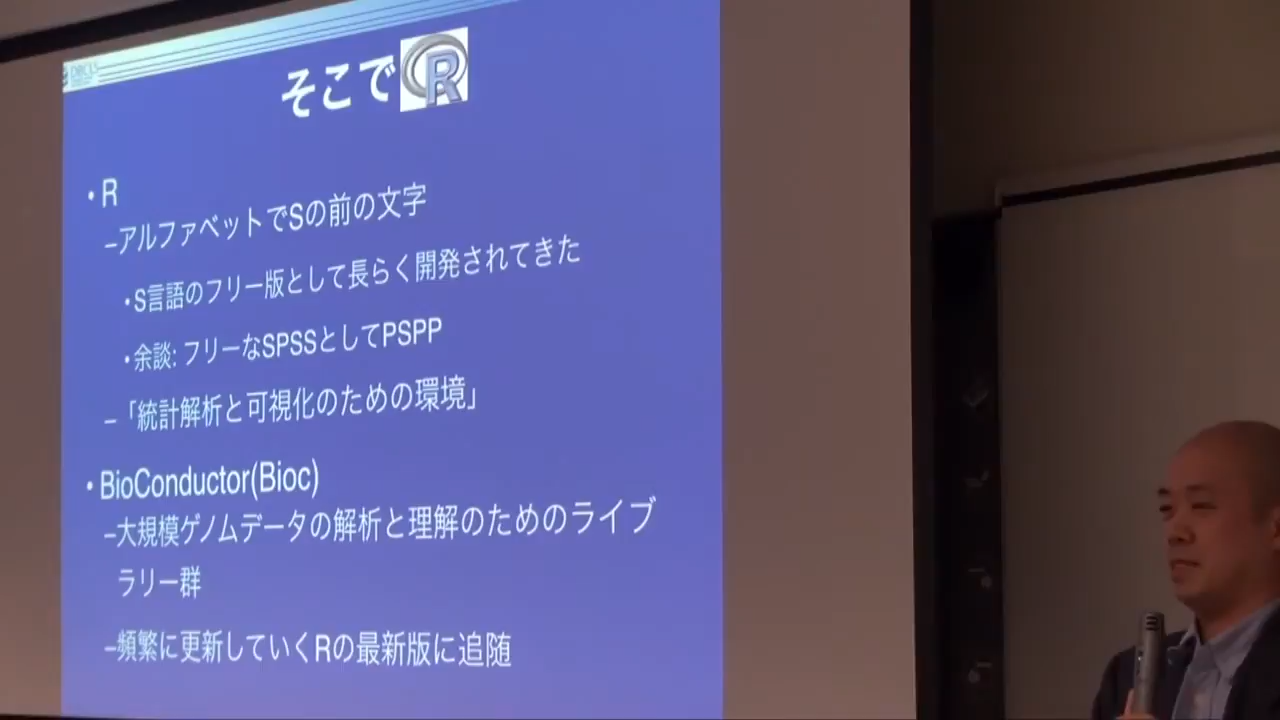 DBCLS
そこでR
• R
–アルファベットでSの前の文字
• S言語のフリー版として長らく開発されてきた
• 余談: フリーなSPSSとしてPSPP
–「統計解析と可視化のための環境」
• BioConductor(Bioc)
–大規模ゲノムデータの解析と理解のためのライブ
ラリー群
–頻繁に更新していくRの最新版に追随